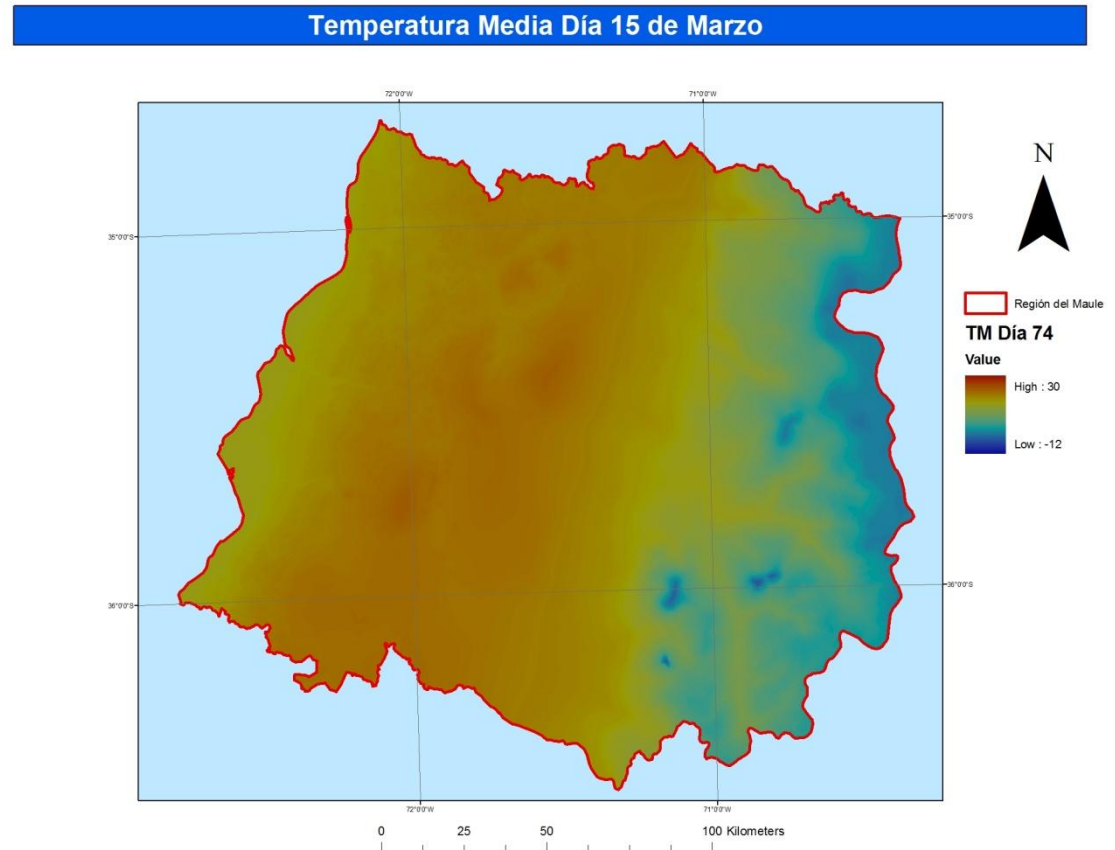 Temperatura Media Día 15 de Marzo
72°0'0"W
71°0'0"W
N
35°0'0"S
35°0'0"S
Región del Maule
TM Día 74
Value
High : 30
Low : -12
36°0'0"S
36°0'0"S
72°0'0"W
71°0'0"W
0 25 50 100 Kilometers